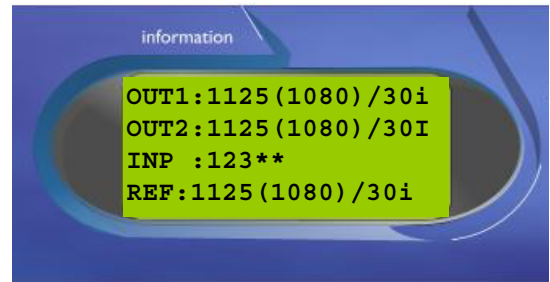 information
OUT1:1125(1080)/30i
OUT2:1125(1080)/30I
INP :123**
REF:1125(1080)/30i